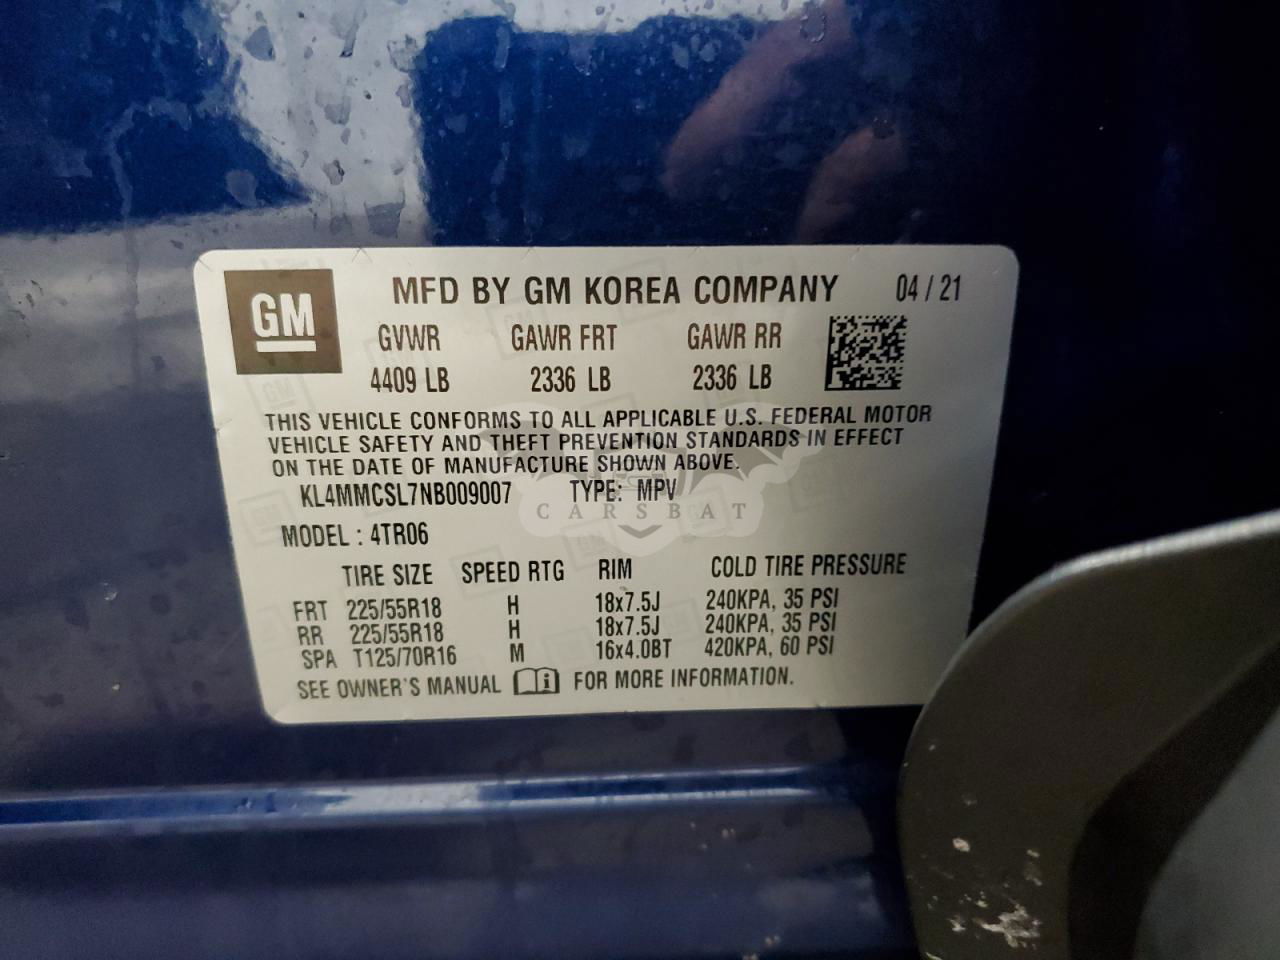 GM
MFD BY GM KOREA COMPANY 04 / 21
GVWR GAWR FRT GAWR RR
4409 LB 2336 LB 2336 LB
THIS VEHICLE CONFORMS TO ALL APPLICABLE U.S. FEDERAL MOTOR
VEHICLE SAFETY AND THEFT PREVENTION STANDARDS IN EFFECT
ON THE DATE OF MANUFACTURE SHOWN ABOVE.
KL4MMCSL7NB009007 TYPE: MPV
CARSBAT
MODEL : 4TR06
TIRE SIZE SPEED RTG RIM COLD TIRE PRESSURE
FRT 225/55R18 H 18x7.5J 240KPA, 35 PSI
RR 225/55R18 H 18x7.5J 240KPA, 35 PSI
SPA T125/70R16 M 16x4.0BT 420KPA, 60 PSI
SEE OWNER'S MANUAL i FOR MORE INFORMATION.